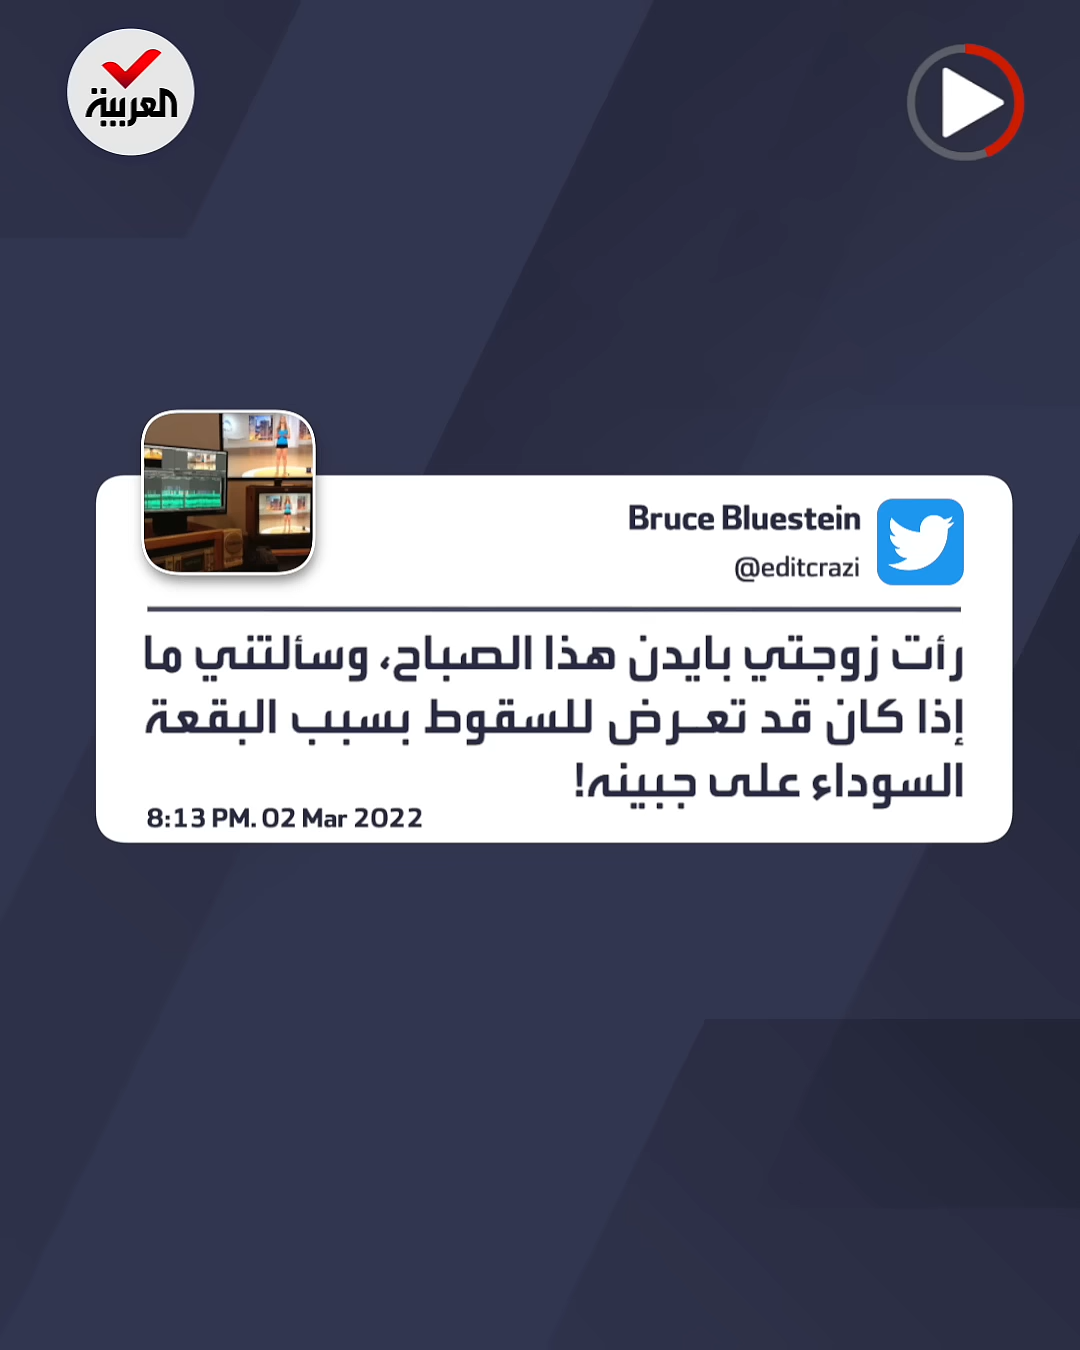 العربية
Bruce Bluestein
@editcrazi
رأت زوجتي بايدن هذا الصباح، وسألتني ما
إذا كان قد تعـرض للسقوط بسبب البقعة
السوداء على جبينه!
8:13 PM. 02 Mar 2022